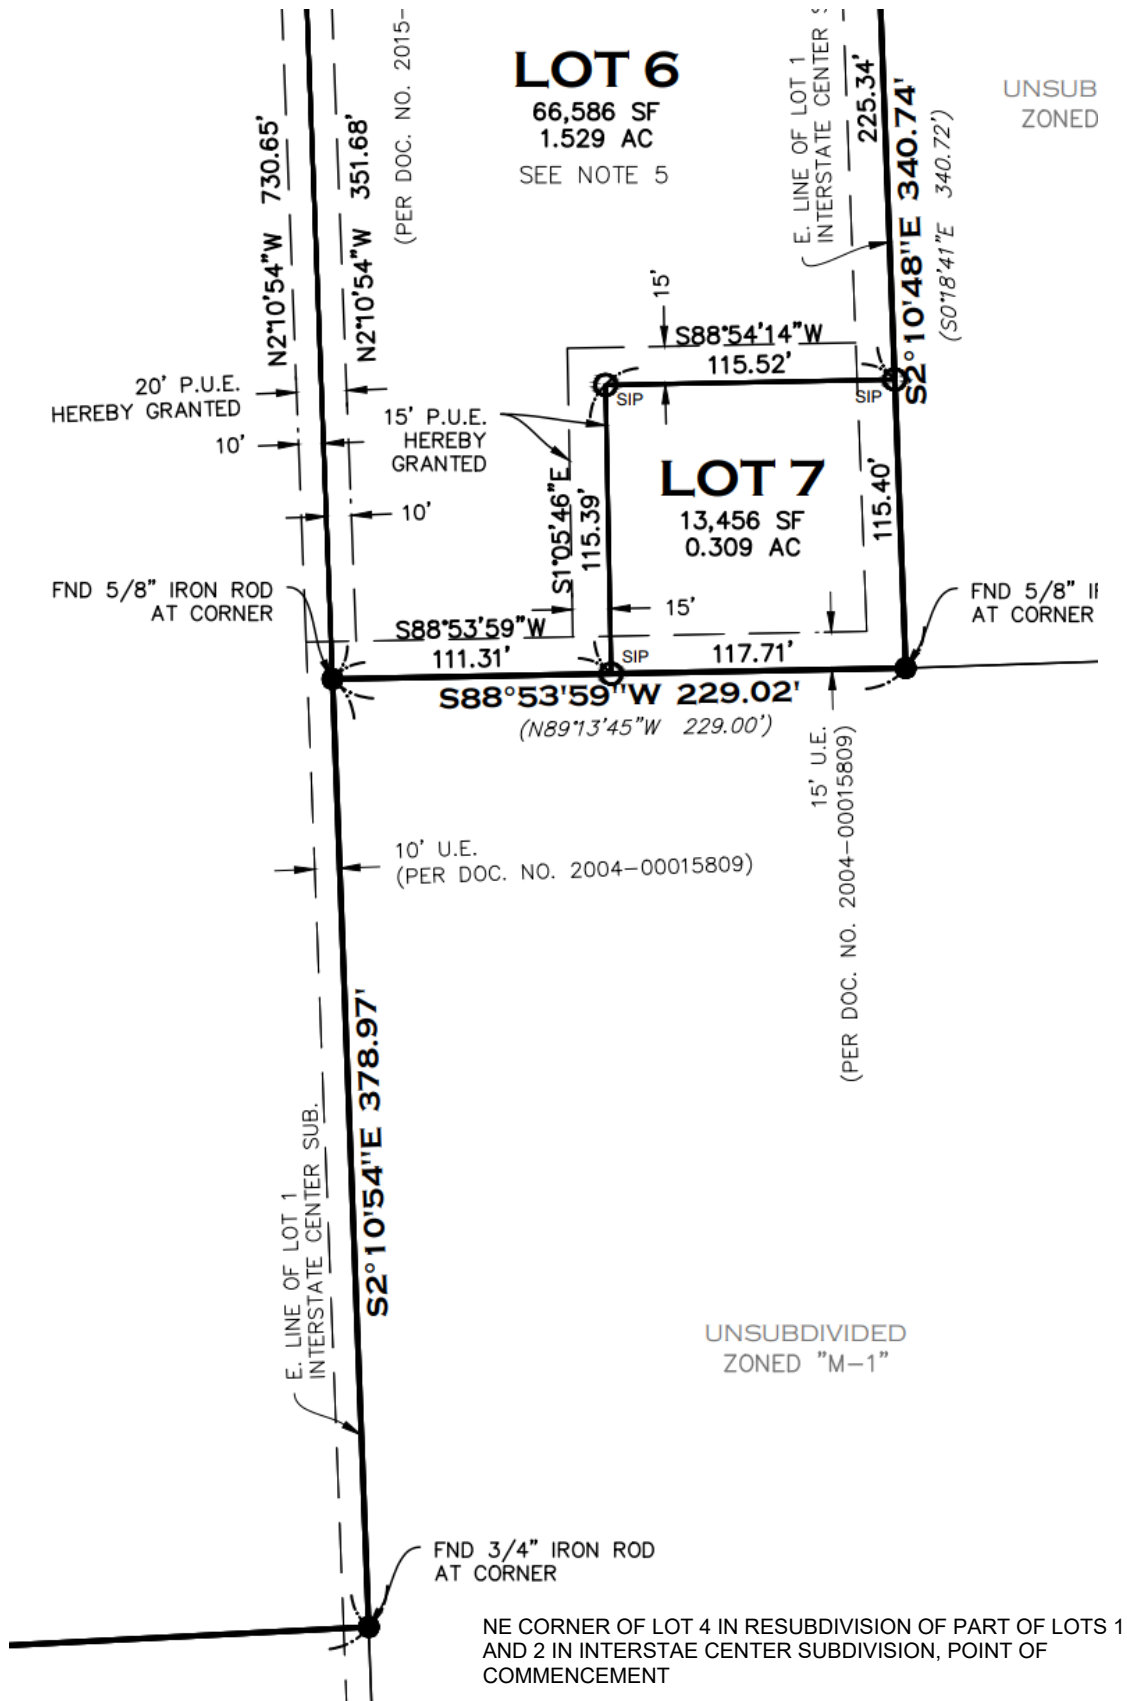 (PER DOC. NO. 2015-
LOT 6
66,586 SF
1.529 AC
SEE NOTE 5
E. LINE OF LOT 1
INTERSTATE CENTER S
225.34'
S2°10'48"E 340.74'
(S0°18'41"E 340.72')
UNSUB
ZONED
N2°10'54"W 730.65'
N2°10'54"W 351.68'
15'
S88°54'14"W
115.52'
SIP
SIP
20' P.U.E.
HEREBY GRANTED
10'
15' P.U.E.
HEREBY
GRANTED
10'
S1°05'46"E
115.39'
LOT 7
13,456 SF
0.309 AC
115.40'
FND 5/8" IRON ROD
AT CORNER
FND 5/8" IR
AT CORNER
15'
S88°53'59"W
111.31'
SIP
117.71'
S88°53'59"W 229.02'
(N89°13'45"W 229.00')
15' U.E.
(PER DOC. NO. 2004-00015809)
10' U.E.
(PER DOC. NO. 2004-00015809)
S2°10'54"E 378.97'
E. LINE OF LOT 1
INTERSTATE CENTER SUB.
UNSUBDIVIDED
ZONED "M-1"
FND 3/4" IRON ROD
AT CORNER
NE CORNER OF LOT 4 IN RESUBDIVISION OF PART OF LOTS 1
AND 2 IN INTERSTAE CENTER SUBDIVISION, POINT OF
COMMENCEMENT